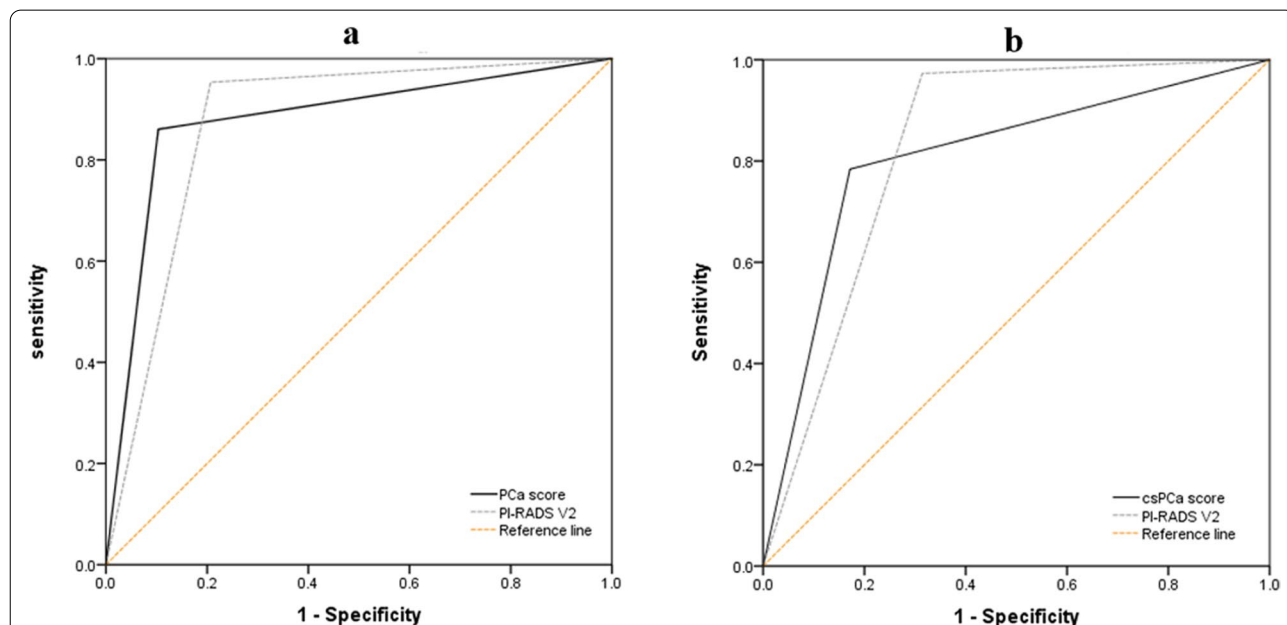 a
1.0
0.8
0.6
0.4
0.2
0.0
0.0 0.2 0.4 0.6 0.8 1.0
sensitivity
1 - Specificity
PCa score
PI-RADS V2
Reference line
b
1.0
0.8
0.6
0.4
0.2
0.0
0.0 0.2 0.4 0.6 0.8 1.0
Sensitivity
1 - Specificity
csPCa score
PI-RADS V2
Reference line